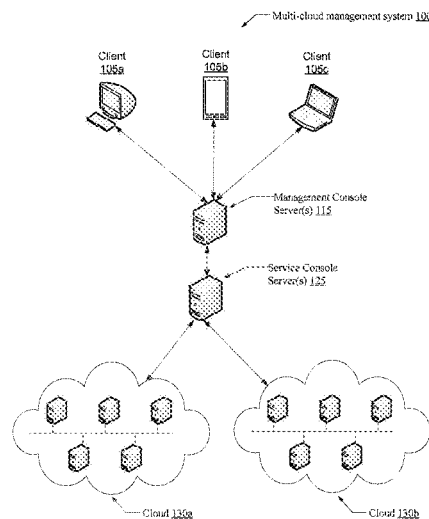 Multi-cloud management system 100
Client
105a
Client
105b
Client
105c
Management Console
Server(s) 115
Service Console
Server(s) 125
Cloud 130a
Cloud 130b